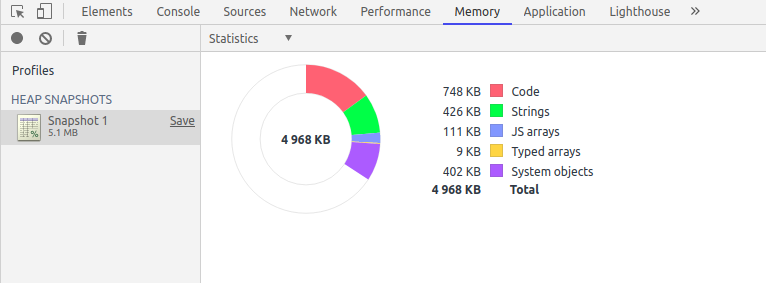 Elements Console Sources Network Performance Memory Application Lighthouse »
Statistics ▼
Profiles
HEAP SNAPSHOTS
Snapshot 1 Save
5.1 MB
4 968 KB
748 KB Code
426 KB Strings
111 KB JS arrays
9 KB Typed arrays
402 KB System objects
4 968 KB Total